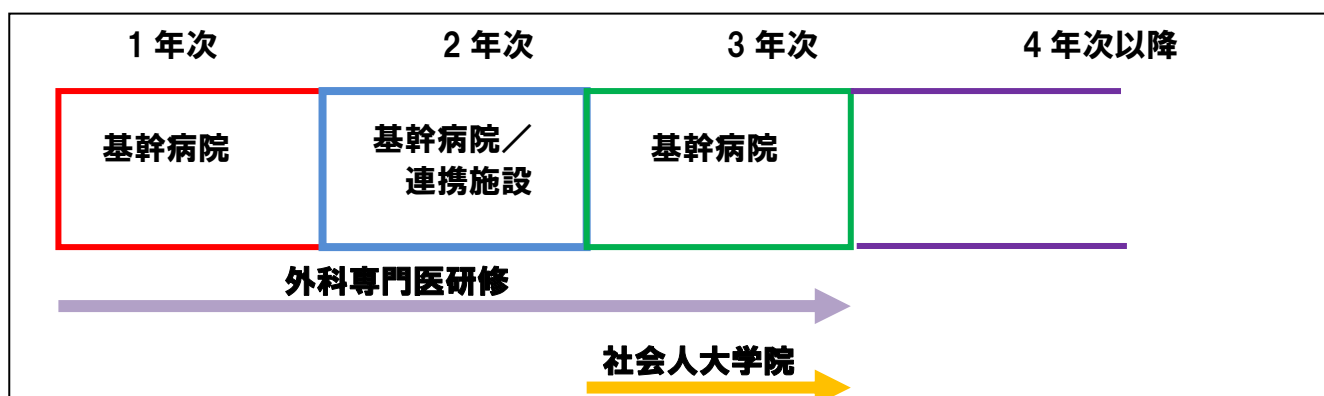 1年次 2年次 3年次 4年次以降
基幹病院
基幹病院／
連携施設
基幹病院
外科専門医研修
社会人大学院